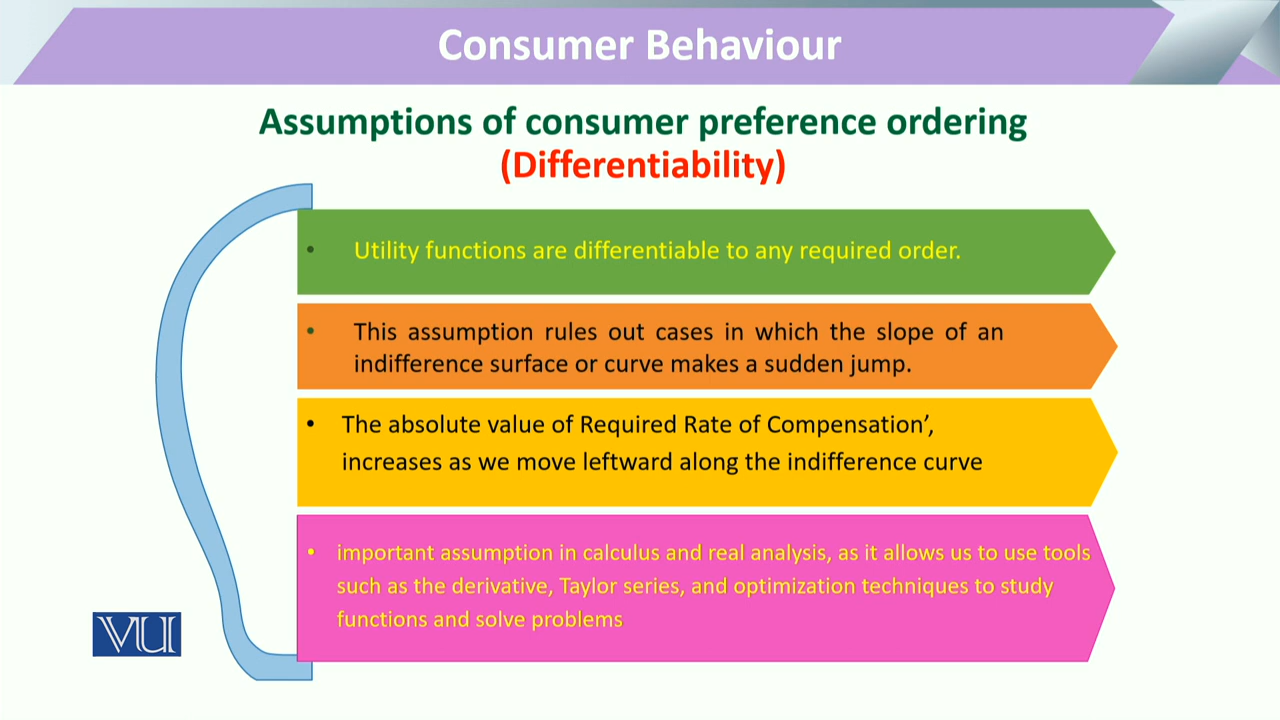 Consumer Behaviour
Assumptions of consumer preference ordering
(Differentiability)
• Utility functions are differentiable to any required order.
• This assumption rules out cases in which the slope of an
indifference surface or curve makes a sudden jump.
• The absolute value of Required Rate of Compensation’,
increases as we move leftward along the indifference curve
• important assumption in calculus and real analysis, as it allows us to use tools
such as the derivative, Taylor series, and optimization techniques to study
functions and solve problems
VU